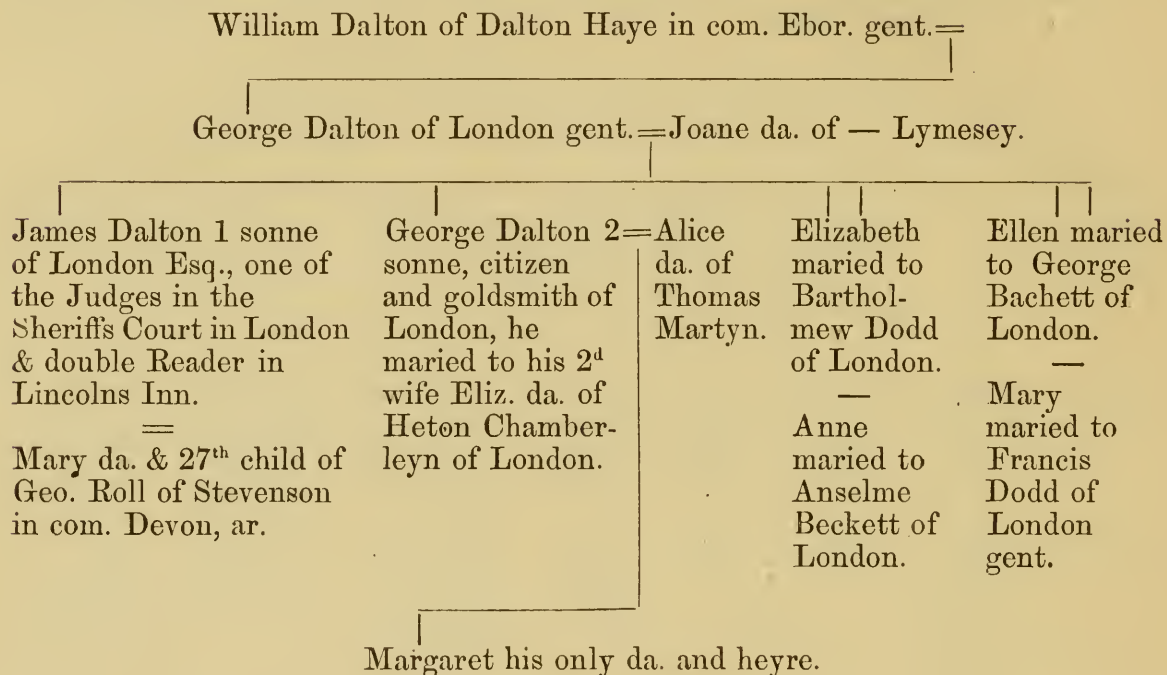 William Dalton of Dalton Haye in com. Ebor. gent.=
George Dalton of London gent.=Joane da. of — Lymesey.
James Dalton 1 sonne
of London Esq., one of
the Judges in the
Sheriffs Court in London
& double Reader in
Lincolns Inn.
=
Mary da. & 27th child of
Geo. Roll of Stevenson
in com. Devon, ar.
George Dalton 2=
sonne, citizen
and goldsmith of
London, he
maried to his 2d
wife Eliz. da. of
Heton Chamber-
leyn of London.
Alice
da. of
Thomas
Martyn.
Elizabeth
maried to
Barthol-
mew Dodd
of London.
—
Anne
maried to
Anselme
Beckett of
London.
Ellen maried
to George
Bachett of
London.
—
Mary
maried to
Francis
Dodd of
London
gent.
Margaret his only da. and heyre.